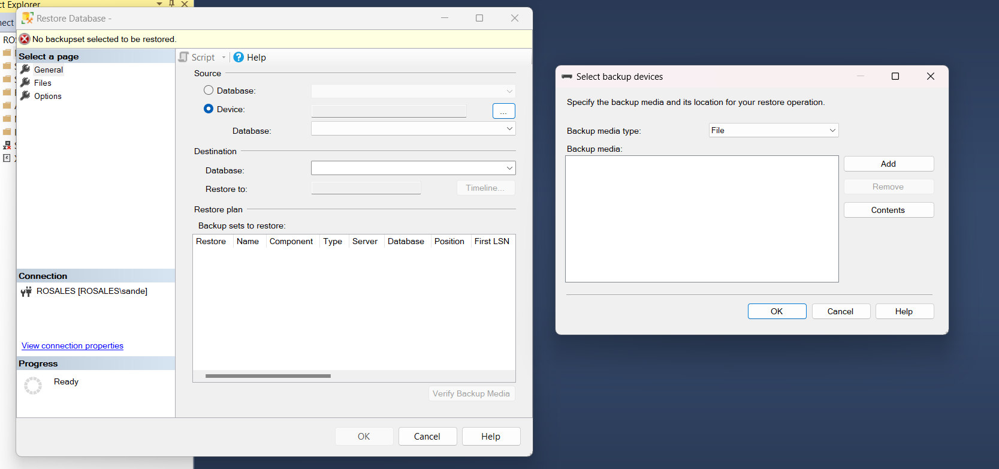 ct Explorer
Restore Database -
nnect
No backupset selected to be restored.
ROS
Select a page
General
Files
Options
Script
Help
Source
Database:
Device:
...
Database:
Destination
Database:
Restore to:
Timeline...
Restore plan
Backup sets to restore:
Restore Name Component Type Server Database Position First LSN
Connection
ROSALES [ROSALES\sande]
View connection properties
Progress
Ready
Verify Backup Media
OK Cancel Help
Select backup devices
Specify the backup media and its location for your restore operation.
Backup media type: File
Backup media:
Add
Remove
Contents
OK Cancel Help